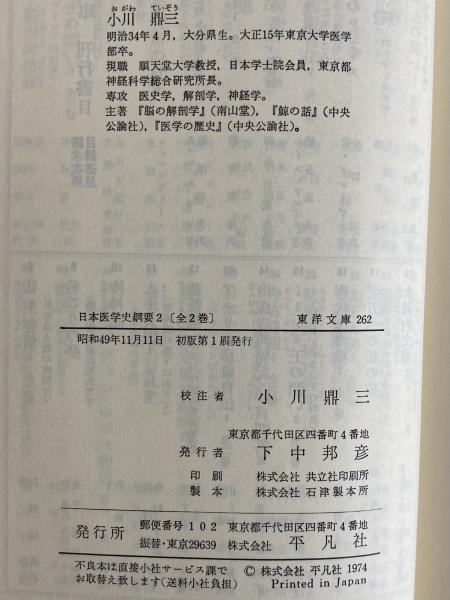 おがわ ていぞう
小川 鼎三
明治34年4月，大分県生。大正15年東京大学医学
部卒。
現職 順天堂大学教授，日本学士院会員，東京都
神経科学総合研究所長。
専攻 医史学，解剖学，神経学。
主著 『脳の解剖学』（南山堂），『鯨の話』（中央
公論社），『医学の歴史』（中央公論社）。
日本医学史綱要2〔全2巻〕 東洋文庫 262
昭和49年11月11日 初版第1刷発行
校注者 小川鼎三
東京都千代田区四番町4番地
発行者 下中邦彦
印刷 株式会社 共立社印刷所
製本 株式会社 石津製本所
発行所 郵便番号102 東京都千代田区四番町4番地
振替・東京29639 株式会社 平凡社
不良本は直接小社サービス課で
お取替え致します（送料小社負担）
© 株式会社 平凡社 1974
Printed in Japan